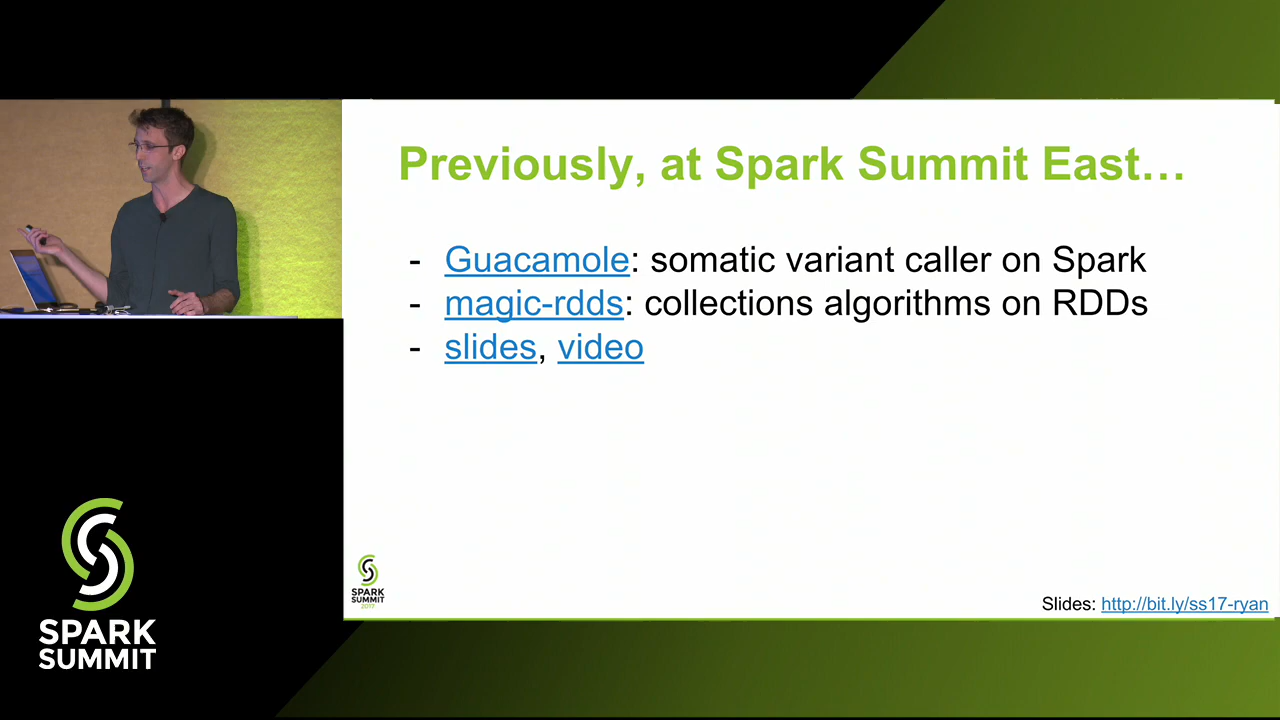 Previously, at Spark Summit East…
- Guacamole: somatic variant caller on Spark
- magic-rdds: collections algorithms on RDDs
- slides, video
SPARK
SUMMIT
2017
Slides: http://bit.ly/ss17-ryan
SPARK
SUMMIT